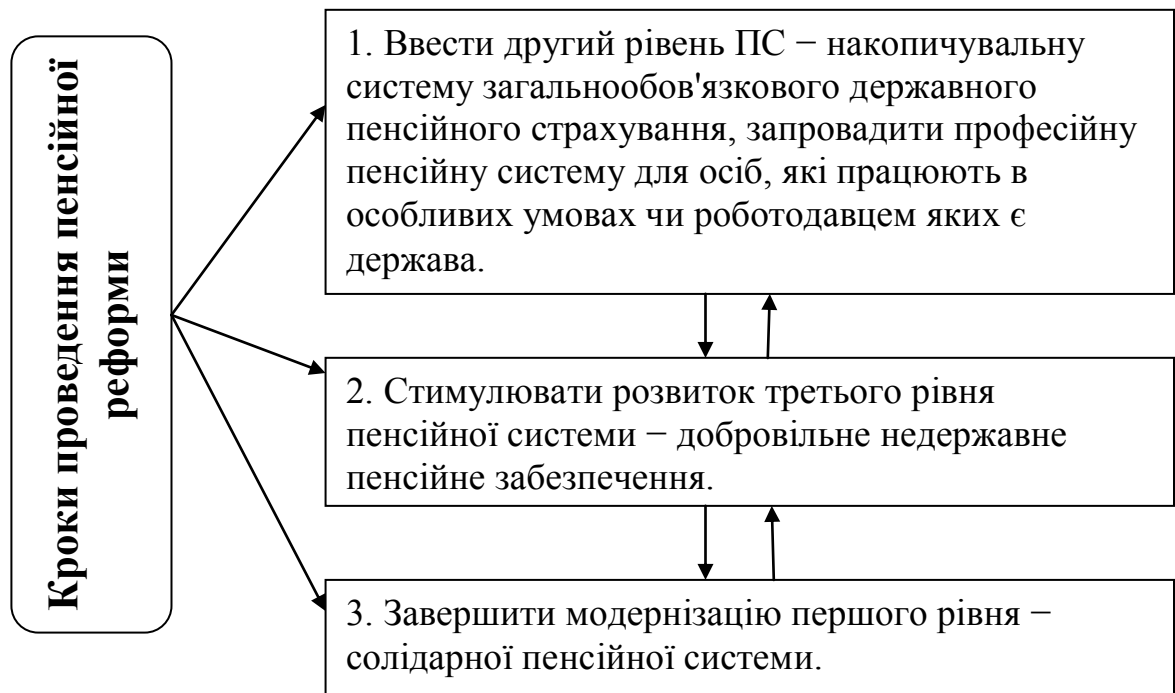 Кроки проведення пенсійної
реформи
1. Ввести другий рівень ПС − накопичувальну
систему загальнообов'язкового державного
пенсійного страхування, запровадити професійну
пенсійну систему для осіб, які працюють в
особливих умовах чи роботодавцем яких є
держава.
2. Стимулювати розвиток третього рівня
пенсійної системи − добровільне недержавне
пенсійне забезпечення.
3. Завершити модернізацію першого рівня −
солідарної пенсійної системи.